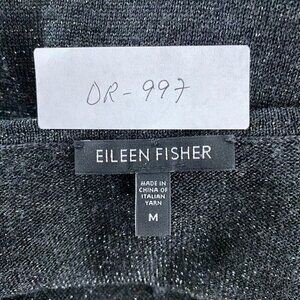 DR-997
EILEEN FISHER
MADE IN
CHINA OF
ITALIAN
YARN
M